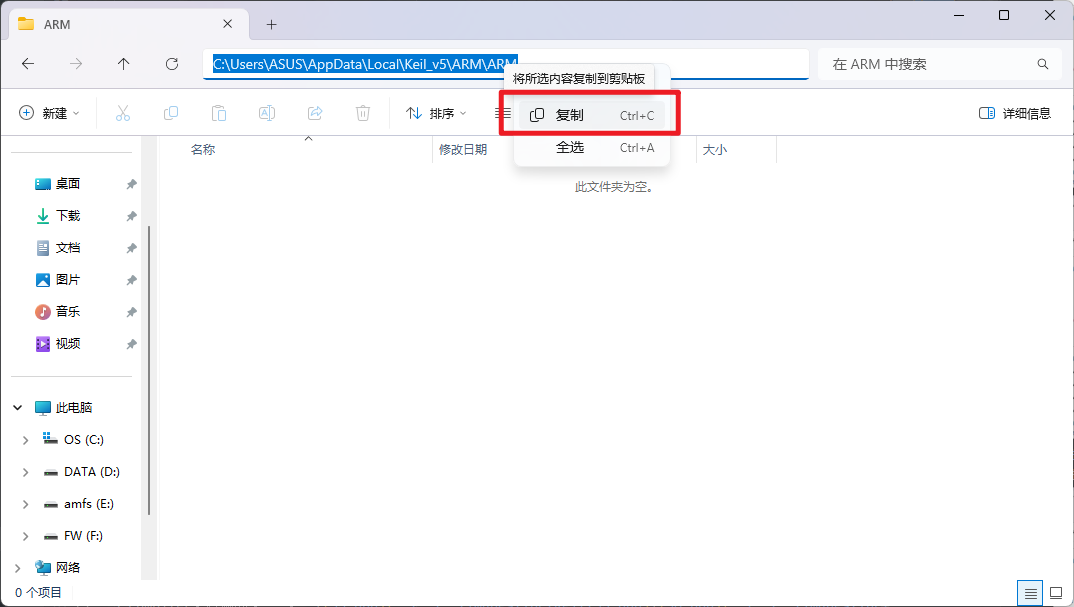 ARM
C:\Users\ASUS\AppData\Local\Keil_v5\ARM\ARM
在 ARM 中搜索
将所选内容复制到剪贴板
新建
排序
复制 Ctrl+C
全选 Ctrl+A
详细信息
名称
修改日期
大小
此文件夹为空。
桌面
下载
文档
图片
音乐
视频
此电脑
OS (C:)
DATA (D:)
amfs (E:)
FW (F:)
网络
0 个项目